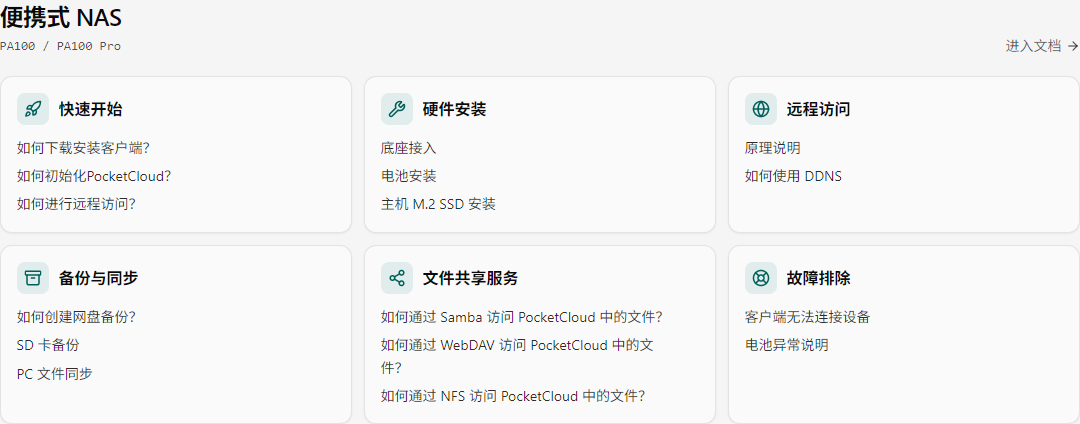 便携式 NAS
PA100 / PA100 Pro
进入文档 →
快速开始
如何下载安装客户端？
如何初始化PocketCloud？
如何进行远程访问？
硬件安装
底座接入
电池安装
主机 M.2 SSD 安装
远程访问
原理说明
如何使用 DDNS
备份与同步
如何创建网盘备份？
SD 卡备份
PC 文件同步
文件共享服务
如何通过 Samba 访问 PocketCloud 中的文件？
如何通过 WebDAV 访问 PocketCloud 中的文
件？
如何通过 NFS 访问 PocketCloud 中的文件？
故障排除
客户端无法连接设备
电池异常说明